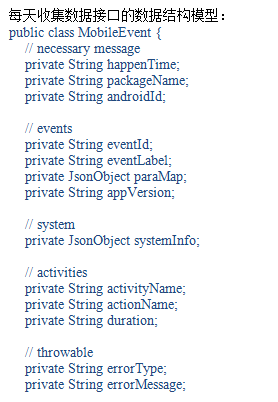 每天收集数据接口的数据结构模型：
public class MobileEvent {
// necessary message
private String happenTime;
private String packageName;
private String androidId;
// events
private String eventId;
private String eventLabel;
private JsonObject paraMap;
private String appVersion;
// system
private JsonObject systemInfo;
// activities
private String activityName;
private String actionName;
private String duration;
// throwable
private String errorType;
private String errorMessage;